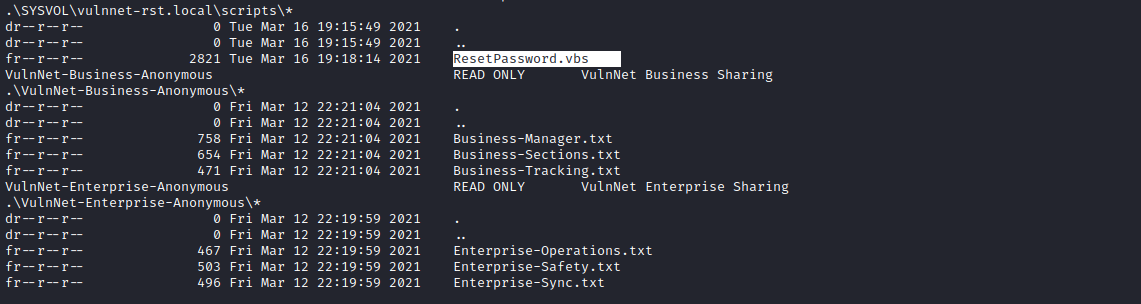 .\SYSVOL\vulnnet-rst.local\scripts\*
dr--r--r-- 0 Tue Mar 16 19:15:49 2021 .
dr--r--r-- 0 Tue Mar 16 19:15:49 2021 ..
fr--r--r-- 2821 Tue Mar 16 19:18:14 2021 ResetPassword.vbs
VulnNet-Business-Anonymous READ ONLY VulnNet Business Sharing
.\VulnNet-Business-Anonymous\*
dr--r--r-- 0 Fri Mar 12 22:21:04 2021 .
dr--r--r-- 0 Fri Mar 12 22:21:04 2021 ..
fr--r--r-- 758 Fri Mar 12 22:21:04 2021 Business-Manager.txt
fr--r--r-- 654 Fri Mar 12 22:21:04 2021 Business-Sections.txt
fr--r--r-- 471 Fri Mar 12 22:21:04 2021 Business-Tracking.txt
VulnNet-Enterprise-Anonymous READ ONLY VulnNet Enterprise Sharing
.\VulnNet-Enterprise-Anonymous\*
dr--r--r-- 0 Fri Mar 12 22:19:59 2021 .
dr--r--r-- 0 Fri Mar 12 22:19:59 2021 ..
fr--r--r-- 467 Fri Mar 12 22:19:59 2021 Enterprise-Operations.txt
fr--r--r-- 503 Fri Mar 12 22:19:59 2021 Enterprise-Safety.txt
fr--r--r-- 496 Fri Mar 12 22:19:59 2021 Enterprise-Sync.txt